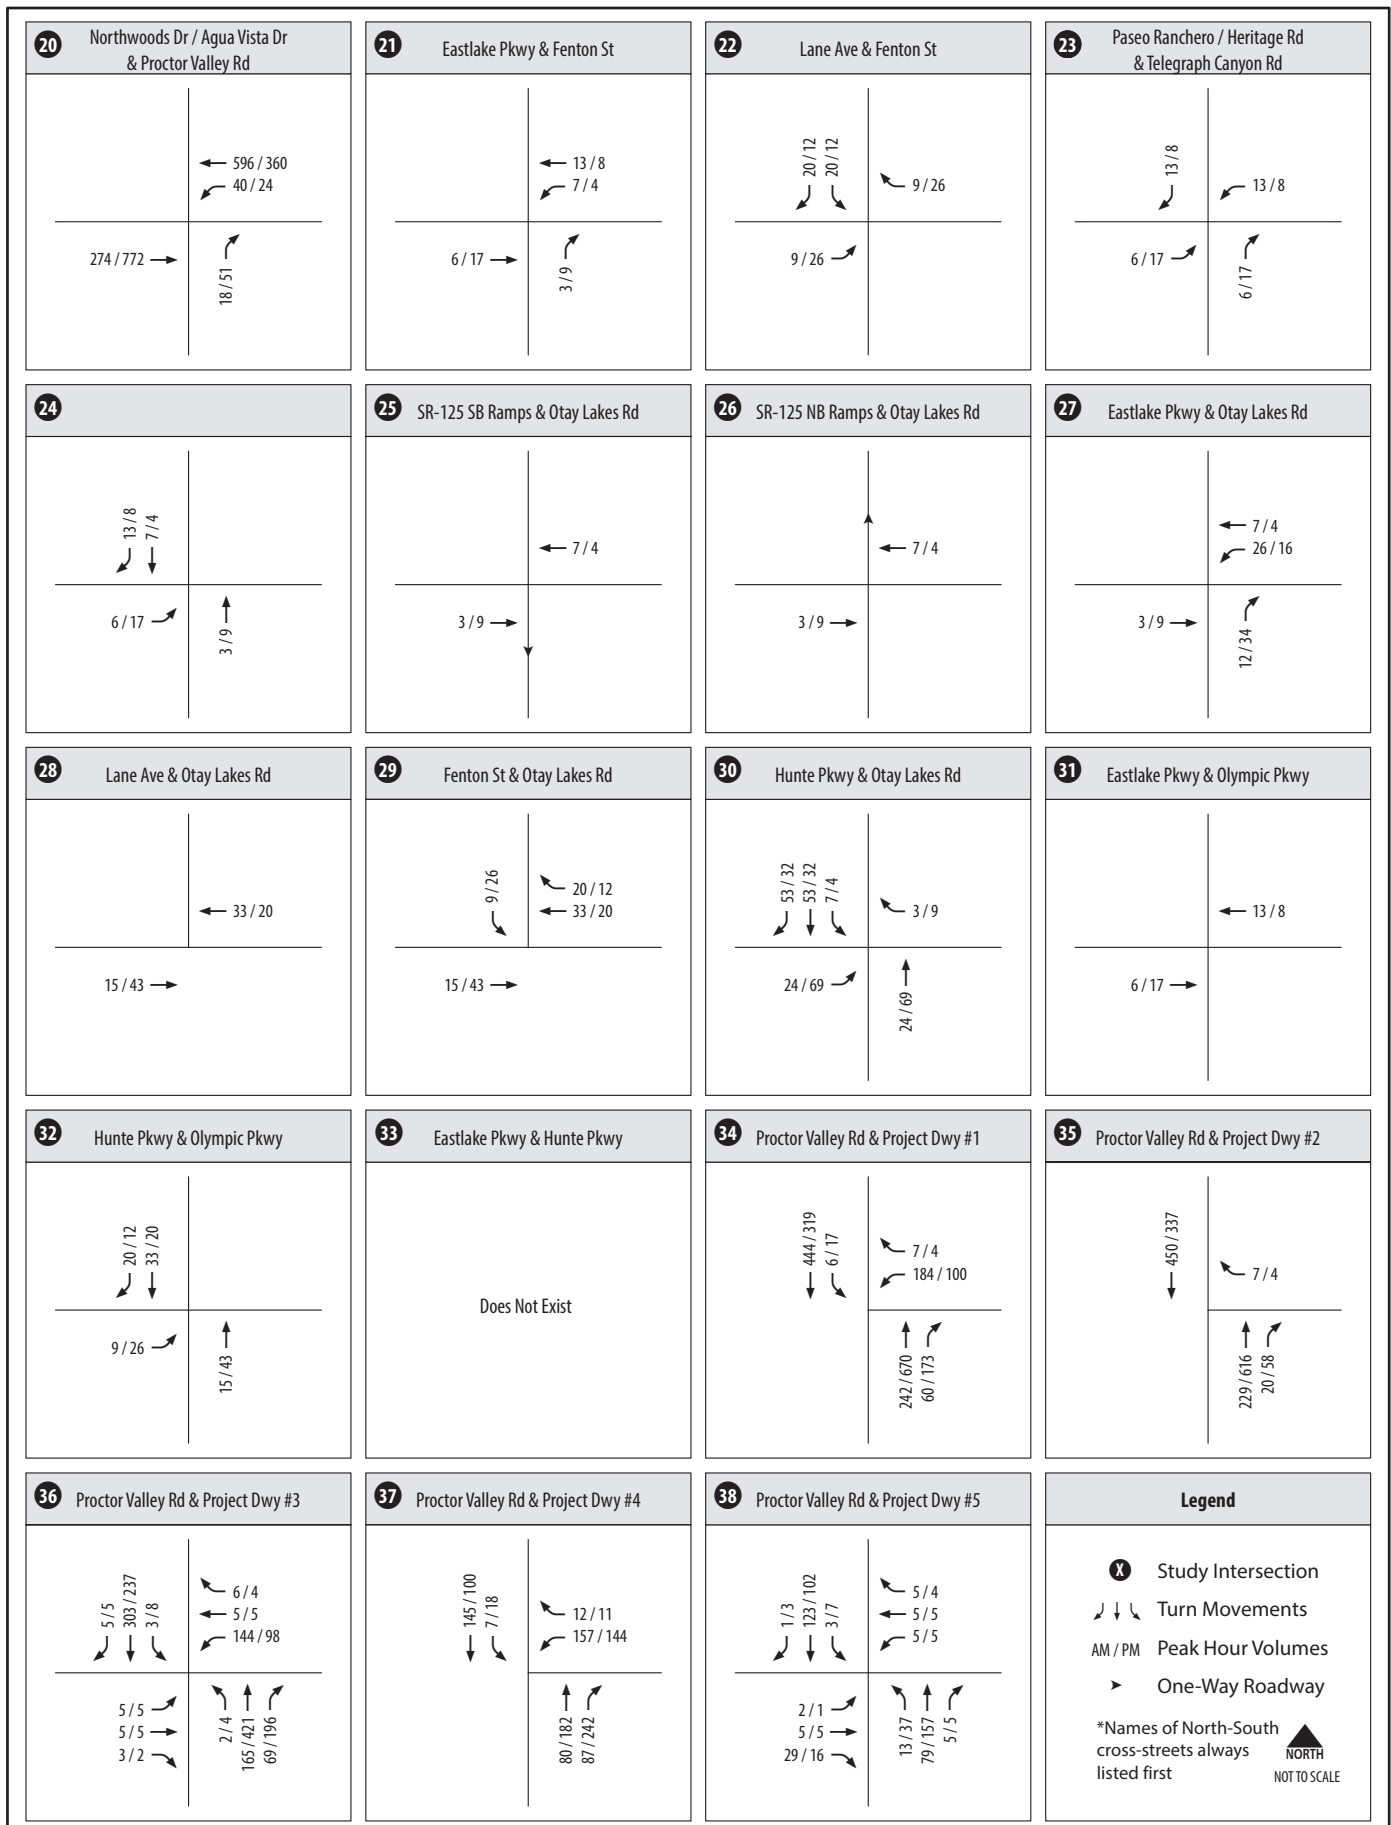 20
Northwoods Dr / Agua Vista Dr
& Proctor Valley Rd
596 / 360
40 / 24
274 / 772
18 / 51
21
Eastlake Pkwy & Fenton St
13 / 8
7 / 4
6 / 17
3 / 9
22
Lane Ave & Fenton St
20 / 12
20 / 12
9 / 26
9 / 26
23
Paseo Ranchero / Heritage Rd
& Telegraph Canyon Rd
13 / 8
13 / 8
6 / 17
6 / 17
24
13 / 8
7 / 4
6 / 17
3 / 9
25
SR-125 SB Ramps & Otay Lakes Rd
7 / 4
3 / 9
26
SR-125 NB Ramps & Otay Lakes Rd
7 / 4
3 / 9
27
Eastlake Pkwy & Otay Lakes Rd
7 / 4
26 / 16
3 / 9
12 / 34
28
Lane Ave & Otay Lakes Rd
33 / 20
15 / 43
29
Fenton St & Otay Lakes Rd
9 / 26
20 / 12
33 / 20
15 / 43
30
Hunte Pkwy & Otay Lakes Rd
53 / 32
53 / 32
7 / 4
3 / 9
24 / 69
24 / 69
31
Eastlake Pkwy & Olympic Pkwy
13 / 8
6 / 17
32
Hunte Pkwy & Olympic Pkwy
20 / 12
33 / 20
9 / 26
15 / 43
33
Eastlake Pkwy & Hunte Pkwy
Does Not Exist
34
Proctor Valley Rd & Project Dwy #1
444 / 319
6 / 17
7 / 4
184 / 100
242 / 670
60 / 173
35
Proctor Valley Rd & Project Dwy #2
450 / 337
7 / 4
229 / 616
20 / 58
36
Proctor Valley Rd & Project Dwy #3
5 / 5
303 / 237
3 / 8
6 / 4
5 / 5
144 / 98
5 / 5
5 / 5
3 / 2
2 / 4
165 / 421
69 / 196
37
Proctor Valley Rd & Project Dwy #4
145 / 100
7 / 18
12 / 11
157 / 144
80 / 182
87 / 242
38
Proctor Valley Rd & Project Dwy #5
1 / 3
123 / 102
3 / 7
5 / 4
5 / 5
5 / 5
2 / 1
5 / 5
29 / 16
13 / 37
79 / 157
5 / 5
Legend
X Study Intersection
Turn Movements
AM / PM Peak Hour Volumes
One-Way Roadway
*Names of North-South
cross-streets always
listed first
NORTH
NOT TO SCALE